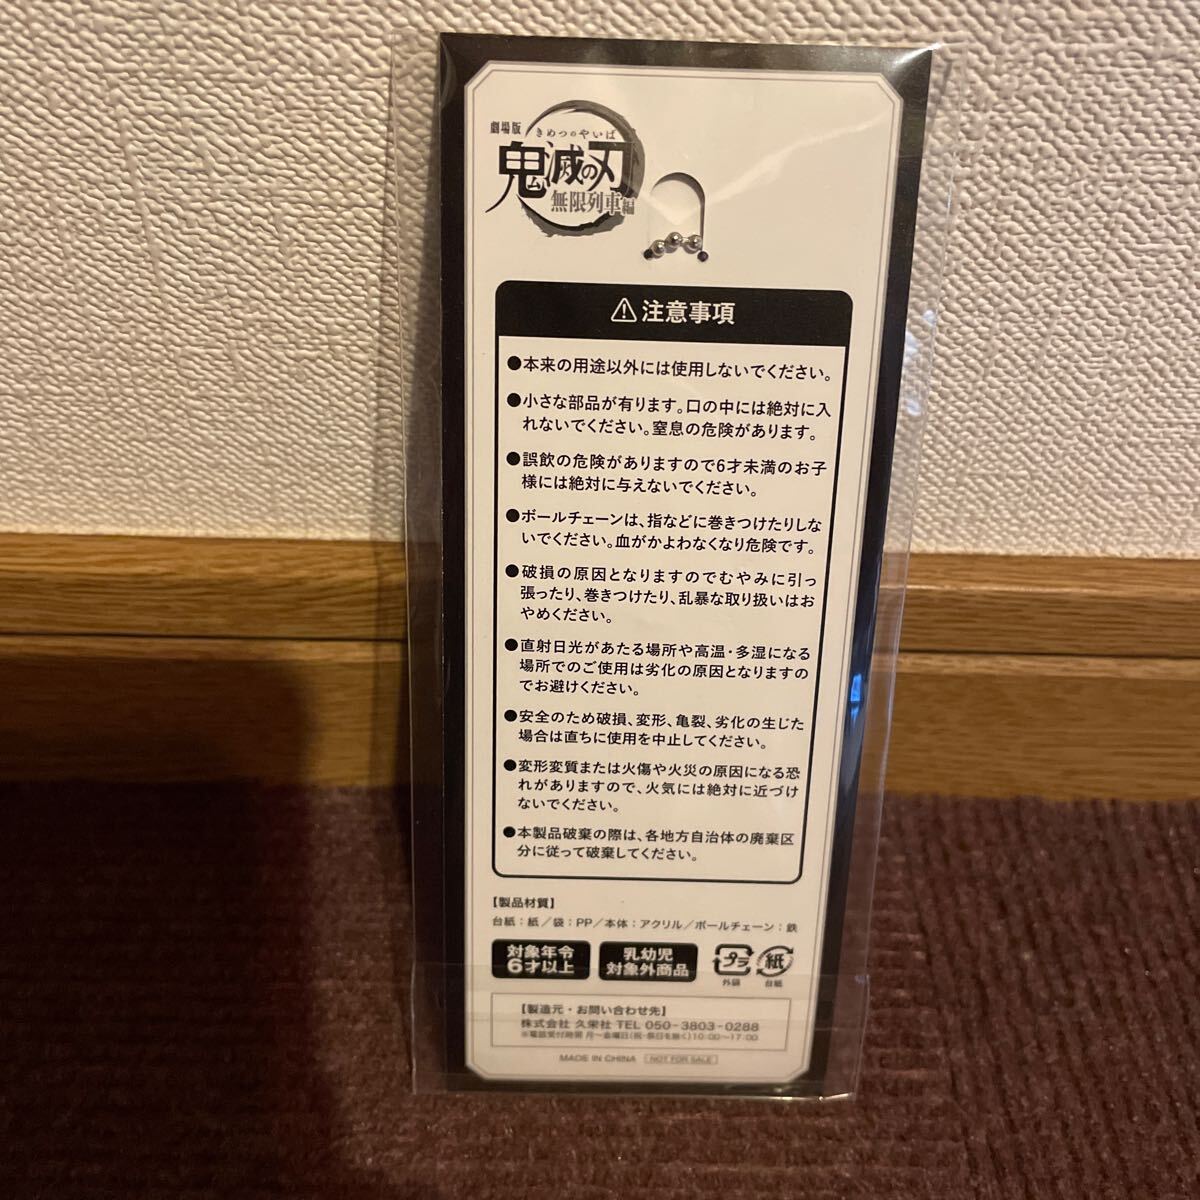 劇場版
きめつのやいば
鬼滅の刃
無限列車編
⚠注意事項
●本来の用途以外には使用しないでください。
●小さな部品が有ります。口の中には絶対に入
れないでください。窒息の危険があります。
●誤飲の危険がありますので6才未満のお子
様には絶対に与えないでください。
●ボールチェーンは、指などに巻きつけたりしな
いでください。血がかよわなくなり危険です。
●破損の原因となりますのでむやみに引っ
張ったり、巻きつけたり、乱暴な取り扱いはお
やめください。
●直射日光があたる場所や高温・多湿になる
場所でのご使用は劣化の原因となりますの
でお避けください。
●安全のため破損、変形、亀裂、劣化の生じた
場合は直ちに使用を中止してください。
●変形変質または火傷や火災の原因になる恐
れがありますので、火気には絶対に近づけ
ないでください。
●本製品破棄の際は、各地方自治体の廃棄区
分に従って破棄してください。
【製品材質】
台紙：紙／袋：PP／本体：アクリル／ボールチェーン：鉄
対象年令
6才以上
乳幼児
対象外商品
プラ
外袋
紙
台紙
【製造元・お問い合わせ先】
株式会社 久栄社 TEL 050-3803-0288
※電話受付時間 月～金曜日(祝・祭日を除く)10:00～17:00
MADE IN CHINA NOT FOR SALE